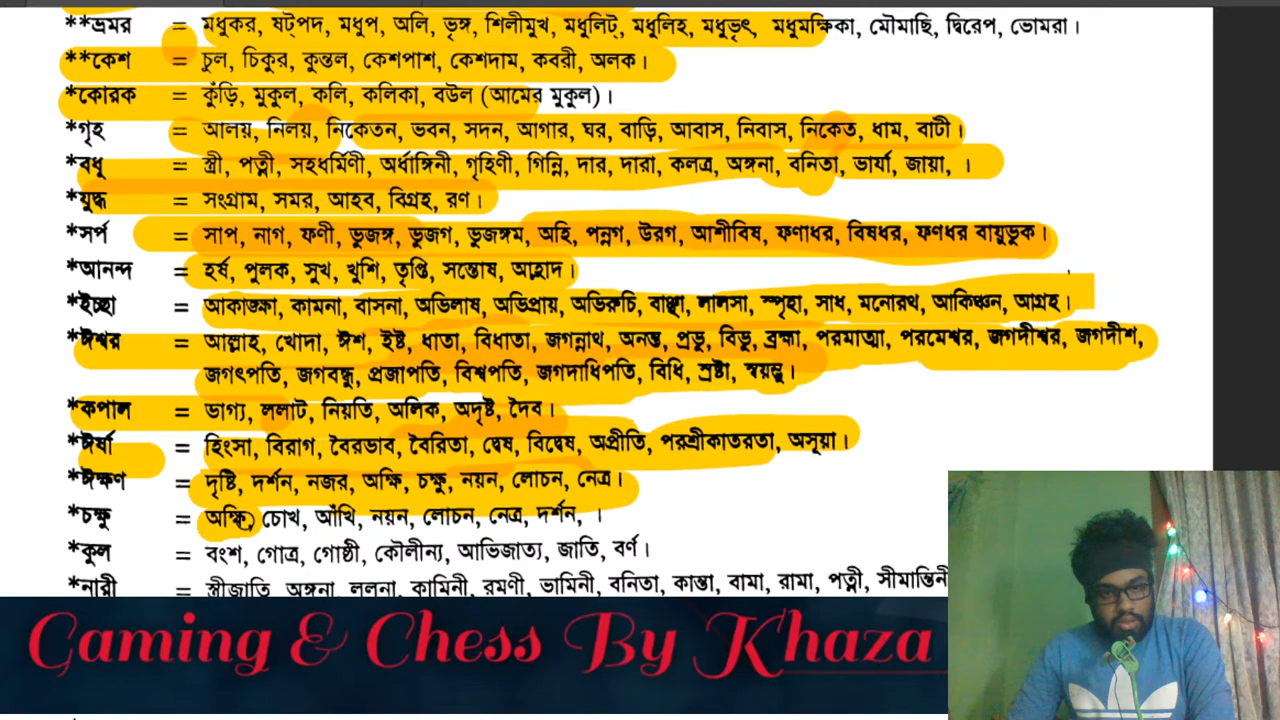 **ভ্রমর = মধুকর, ষট্পদ, মধুপ, অলি, ভৃঙ্গ, শিলীমুখ, মধুলিট্, মধুলিহ, মধুভৃৎ, মধুমক্ষিকা, মৌমাছি, দ্বিরেপ, ভোমরা।
**কেশ = চুল, চিকুর, কুন্তল, কেশপাশ, কেশদাম, কবরী, অলক।
*কোরক = কুঁড়ি, মুকুল, কলি, কলিকা, বউল (আমের মুকুল)।
*গৃহ = আলয়, নিলয়, নিকেতন, ভবন, সদন, আগার, ঘর, বাড়ি, আবাস, নিবাস, নিকেত, ধাম, বাটী।
*বধূ = স্ত্রী, পত্নী, সহধর্মিণী, অর্ধাঙ্গিনী, গৃহিণী, গিন্নি, দার, দারা, কলত্র, অঙ্গনা, বনিতা, ভার্যা, জায়া, ।
*যুদ্ধ = সংগ্রাম, সমর, আহব, বিগ্রহ, রণ।
*সর্প = সাপ, নাগ, ফণী, ভুজঙ্গ, ভুজগ, ভুজঙ্গম, অহি, পন্নগ, উরগ, আশীবিষ, ফণাধর, বিষধর, ফণধর বায়ুভুক।
*আনন্দ = হর্ষ, পুলক, সুখ, খুশি, তৃপ্তি, সন্তোষ, আহ্লাদ।
*ইচ্ছা = আকাঙ্ক্ষা, কামনা, বাসনা, অভিলাষ, অভিপ্রায়, অভিরুচি, বাঞ্ছা, লালসা, স্পৃহা, সাধ, মনোরথ, আকিঞ্চন, আগ্রহ।
*ঈশ্বর = আল্লাহ, খোদা, ঈশ, ইষ্ট, ধাতা, বিধাতা, জগন্নাথ, অনন্ত, প্রভু, বিভু, ব্রহ্মা, পরমাত্মা, পরমেশ্বর, জগদীশ্বর, জগদীশ,
জগৎপতি, জগবন্ধু, প্রজাপতি, বিশ্বপতি, জগদাধিপতি, বিধি, স্রষ্টা, স্বয়ম্ভু।
*কপাল = ভাগ্য, ললাট, নিয়তি, অলিক, অদৃষ্ট, দৈব।
*ঈর্ষা = হিংসা, বিরাগ, বৈরভাব, বৈরিতা, দ্বেষ, বিদ্বেষ, অপ্রীতি, পরশ্রীকাতরতা, অসূয়া।
*ঈক্ষণ = দৃষ্টি, দর্শন, নজর, অক্ষি, চক্ষু, নয়ন, লোচন, নেত্র।
*চক্ষু = অক্ষি, চোখ, আঁখি, নয়ন, লোচন, নেত্র, দর্শন, ।
*কুল = বংশ, গোত্র, গোষ্ঠী, কৌলীন্য, আভিজাত্য, জাতি, বর্ণ।
*নারী = স্ত্রীজাতি অঙ্গনা, ললনা, কামিনী, রমণী, ভামিনী, বনিতা, কান্তা, বামা, রামা, পত্নী, সীমান্তিনী
Gaming & Chess By Khaza